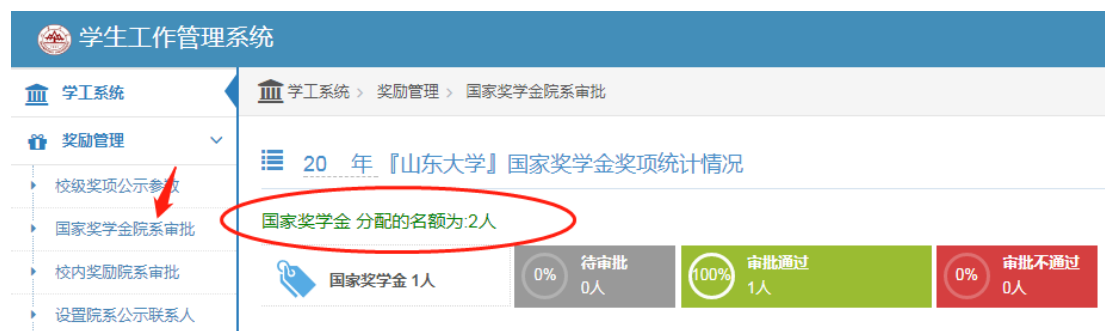 学生工作管理系统
学工系统
学工系统 > 奖励管理 > 国家奖学金院系审批
奖励管理
20 年『山东大学』国家奖学金奖项统计情况
校级奖项公示参数
国家奖学金院系审批
国家奖学金 分配的名额为:2人
校内奖励院系审批
国家奖学金 1人
0%
待审批
0人
100%
审批通过
1人
0%
审批不通过
0人
设置院系公示联系人